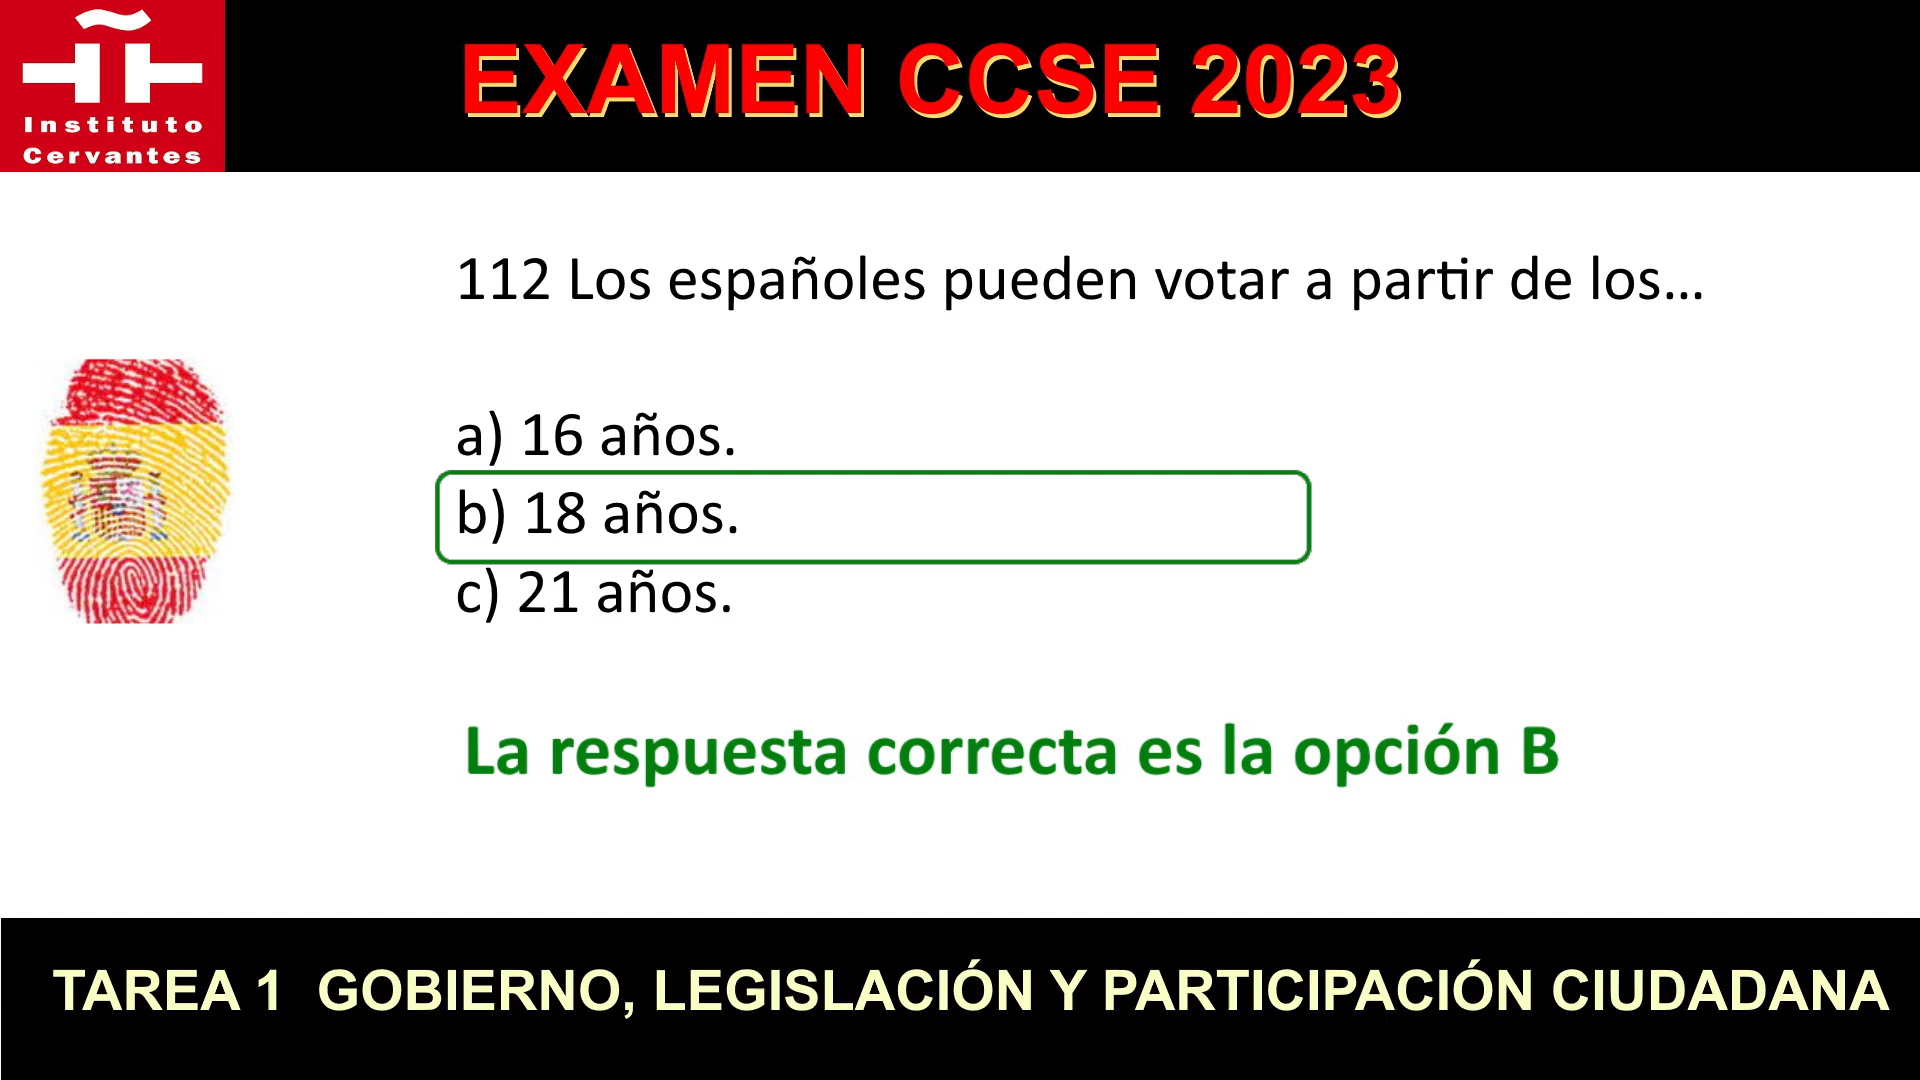 Instituto
Cervantes
EXAMEN CCSE 2023
112 Los españoles pueden votar a partir de los...
a) 16 años.
b) 18 años.
c) 21 años.
La respuesta correcta es la opción B
TAREA 1 GOBIERNO, LEGISLACIÓN Y PARTICIPACIÓN CIUDADANA